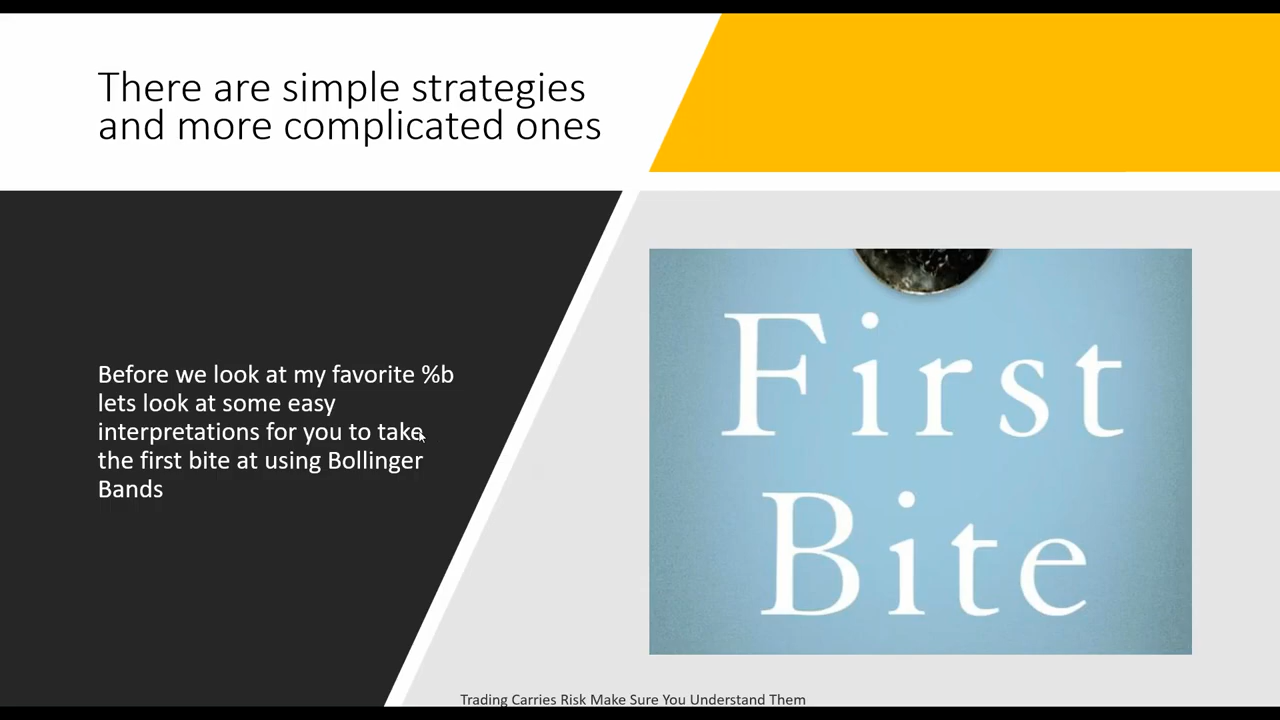 There are simple strategies
and more complicated ones
Before we look at my favorite %b
lets look at some easy
interpretations for you to take
the first bite at using Bollinger
Bands
First
Bite
Trading Carries Risk Make Sure You Understand Them